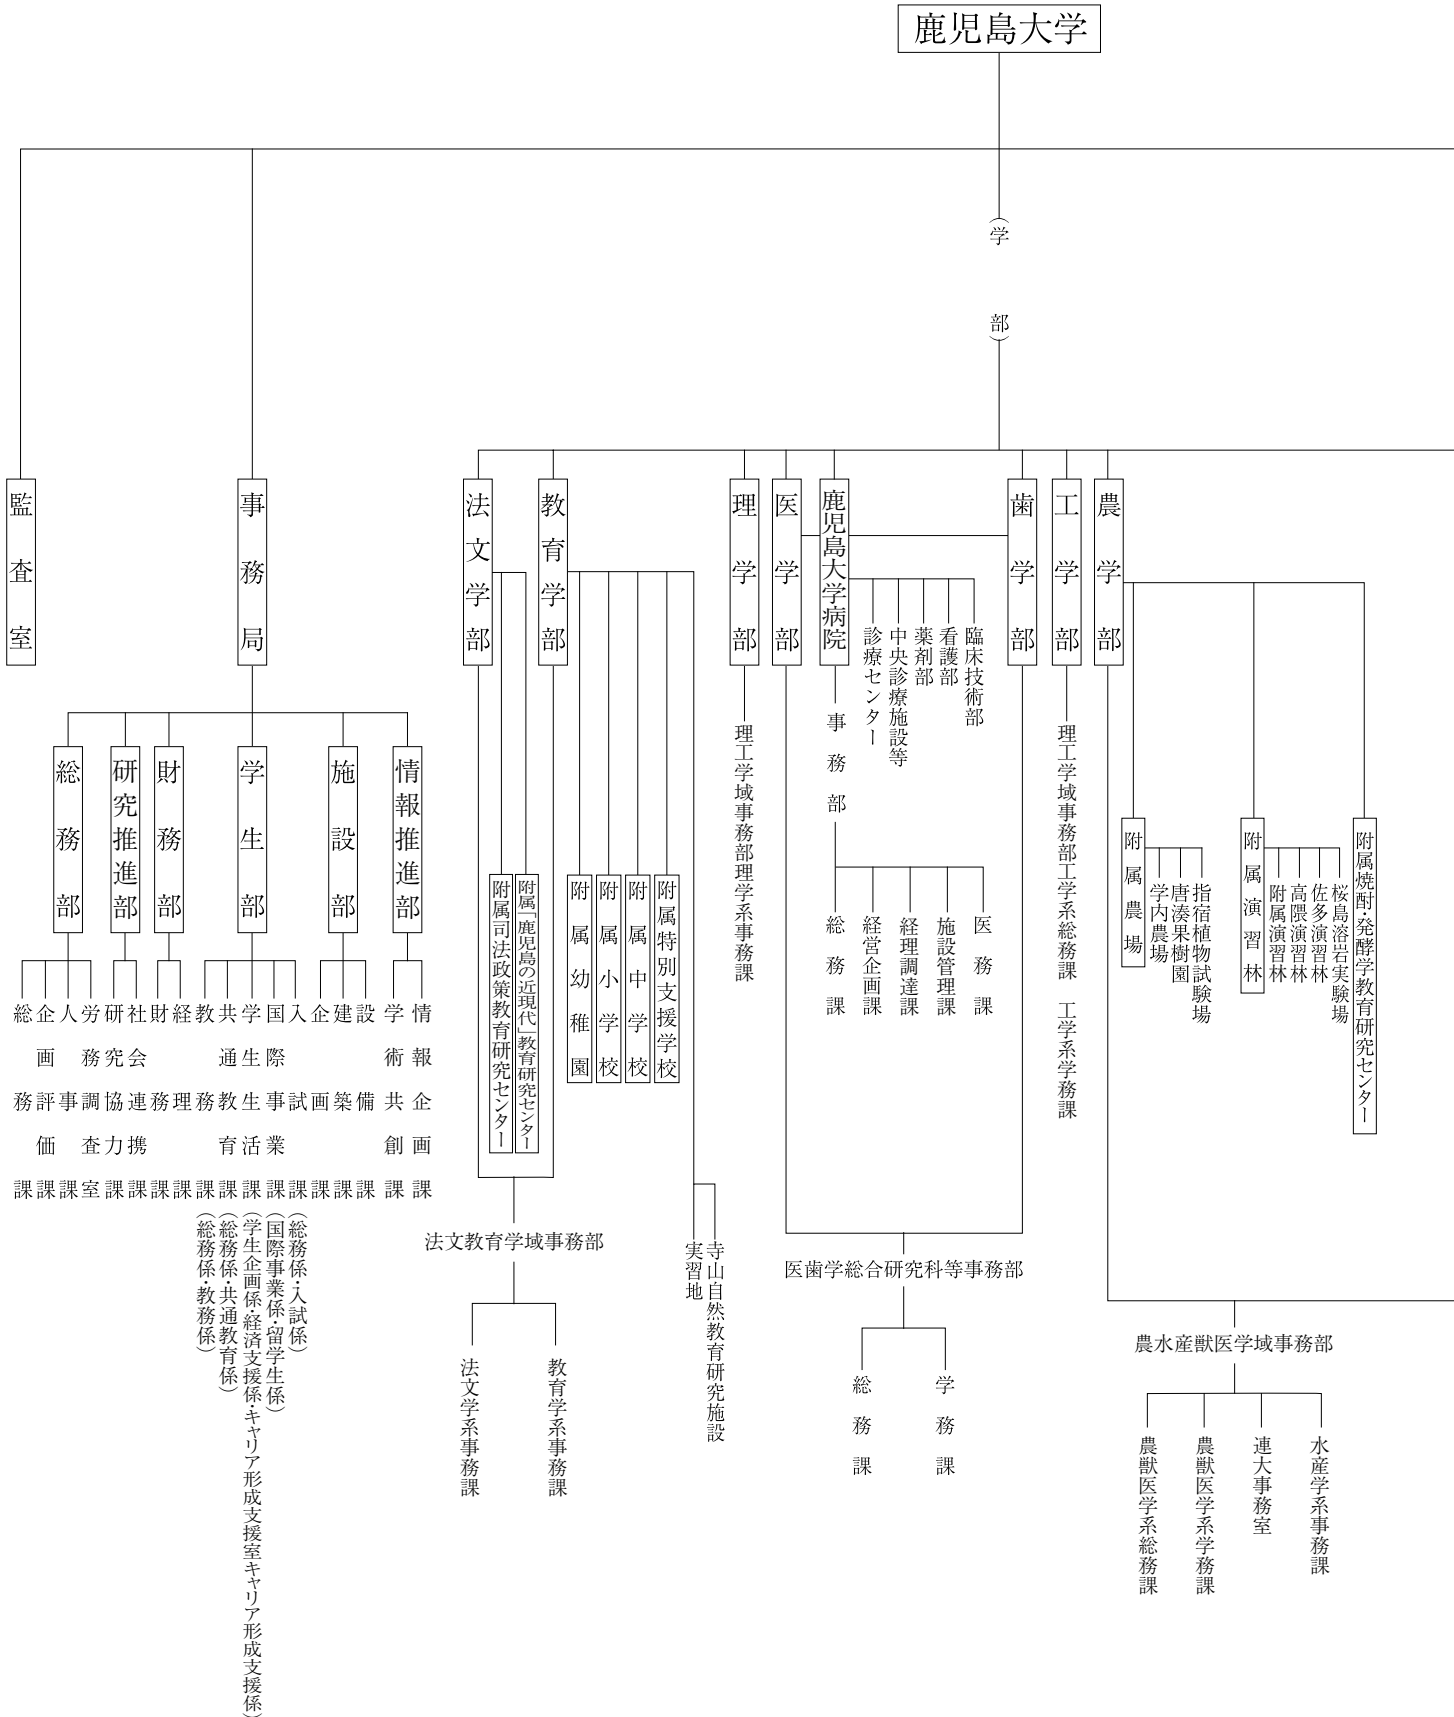 鹿児島大学
（学部）
監査室
事務局
法文学部
教育学部
理学部
医学部
鹿児島大学病院
歯学部
工学部
農学部
総務部
研究推進部
財務部
学生部
施設部
情報推進部
総務課
企画評価課
人事課
労務調査室
研究協力課
社会連携課
財務課
経理課
教務課
（総務係・教務係）
共通教育課
（総務係・共通教育係）
学生生活課
（学生企画係・経済支援係・キャリア形成支援室キャリア形成支援係）
国際事業課
（国際事業係・留学生係）
入試課
（総務係・入試係）
企画課
建築課
設備課
学術共創課
情報企画課
附属司法政策教育研究センター
附属「鹿児島の近現代」教育研究センター
附属幼稚園
附属小学校
附属中学校
附属特別支援学校
実習地
寺山自然教育研究施設
法文教育学域事務部
法文学系事務課
教育学系事務課
理工学域事務部理学系事務課
診療センター
中央診療施設等
薬剤部
看護部
臨床技術部
事務部
総務課
経営企画課
経理調達課
施設管理課
医務課
医歯学総合研究科等事務部
総務課
学務課
理工学域事務部工学系総務課　工学系学務課
附属農場
学内農場
唐湊果樹園
指宿植物試験場
附属演習林
附属演習林
高隈演習林
佐多演習林
桜島溶岩実験場
附属焼酎・発酵学教育研究センター
農水産獣医学域事務部
農獣医学系総務課
農獣医学系学務課
連大事務室
水産学系事務課